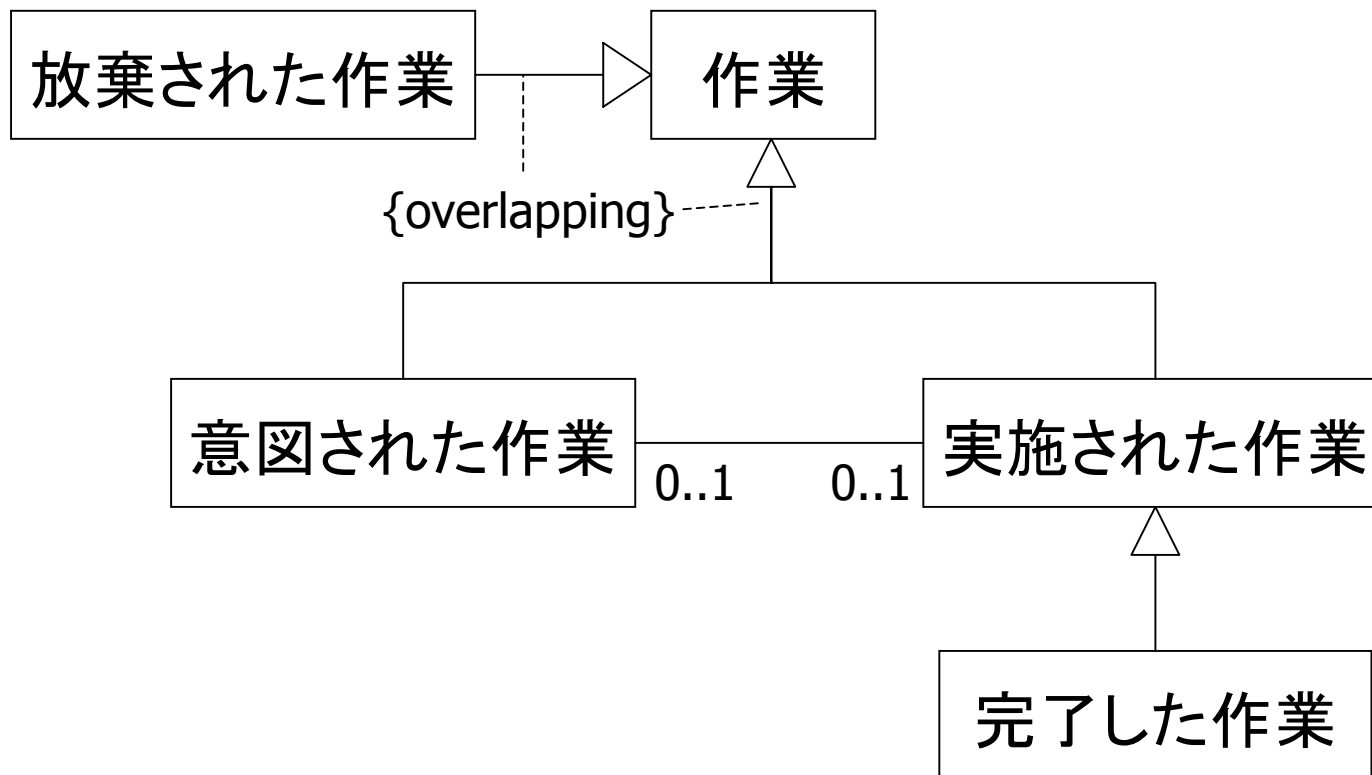 放棄された作業
作業
{overlapping}
意図された作業
0..1
0..1
実施された作業
完了した作業